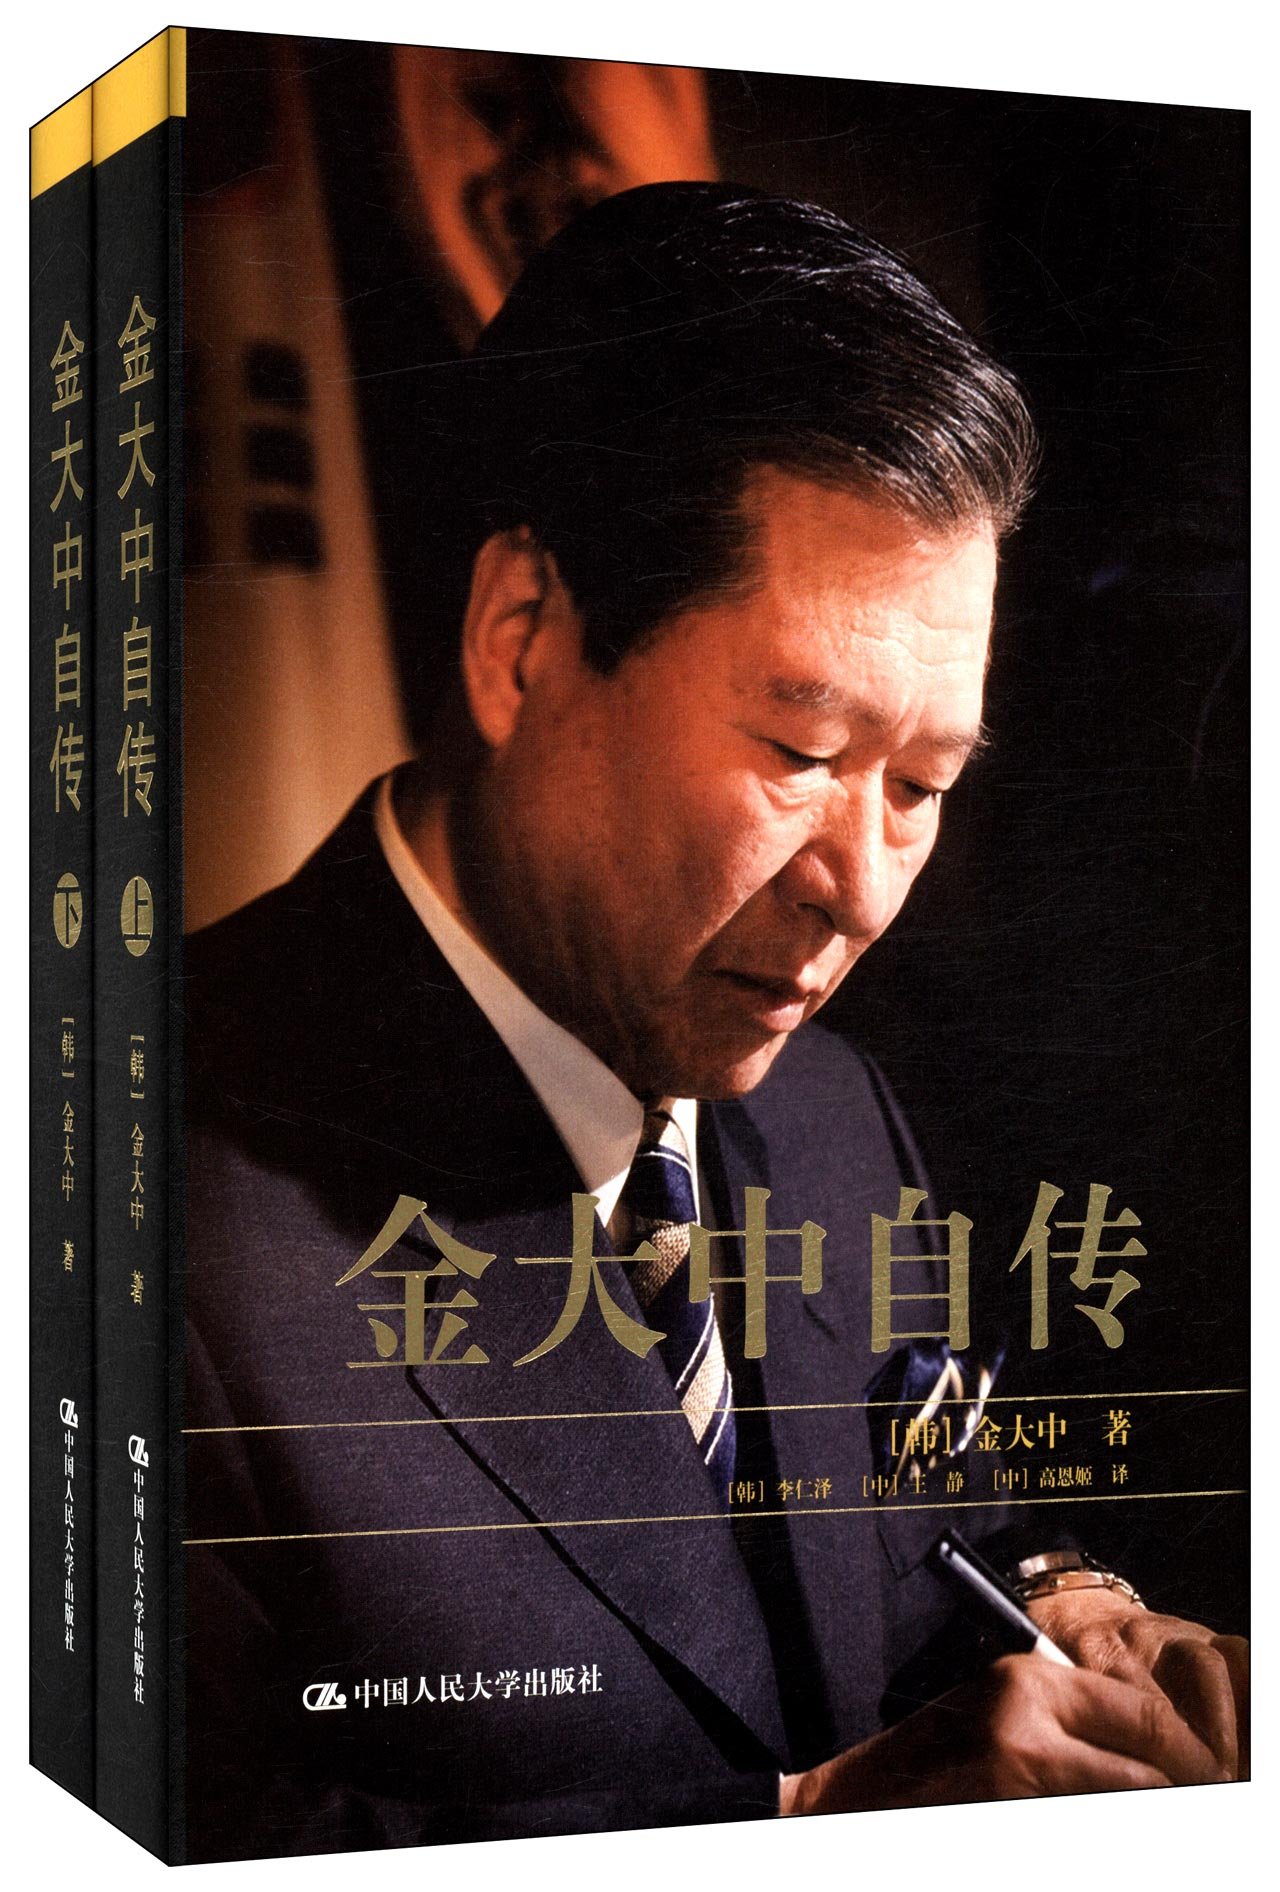 金大中自传
[韩] 金大中 著
[韩] 李仁泽 [中] 王 静 [中] 高恩姬 译
中国人民大学出版社
金大中自传 上 [韩] 金大中 著 中国人民大学出版社
金大中自传 下 [韩] 金大中 著 中国人民大学出版社